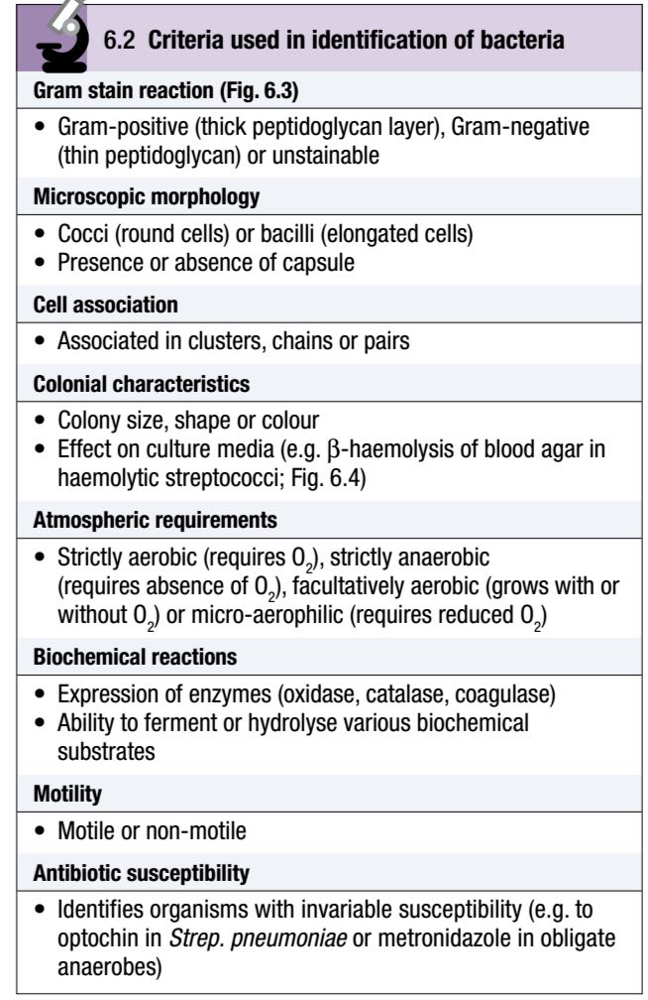 6.2 Criteria used in identification of bacteria
Gram stain reaction (Fig. 6.3)
• Gram-positive (thick peptidoglycan layer), Gram-negative
(thin peptidoglycan) or unstainable
Microscopic morphology
• Cocci (round cells) or bacilli (elongated cells)
• Presence or absence of capsule
Cell association
• Associated in clusters, chains or pairs
Colonial characteristics
• Colony size, shape or colour
• Effect on culture media (e.g. β-haemolysis of blood agar in
haemolytic streptococci; Fig. 6.4)
Atmospheric requirements
• Strictly aerobic (requires O₂), strictly anaerobic
(requires absence of O₂), facultatively aerobic (grows with or
without O₂) or micro-aerophilic (requires reduced O₂)
Biochemical reactions
• Expression of enzymes (oxidase, catalase, coagulase)
• Ability to ferment or hydrolyse various biochemical
substrates
Motility
• Motile or non-motile
Antibiotic susceptibility
• Identifies organisms with invariable susceptibility (e.g. to
optochin in Strep. pneumoniae or metronidazole in obligate
anaerobes)